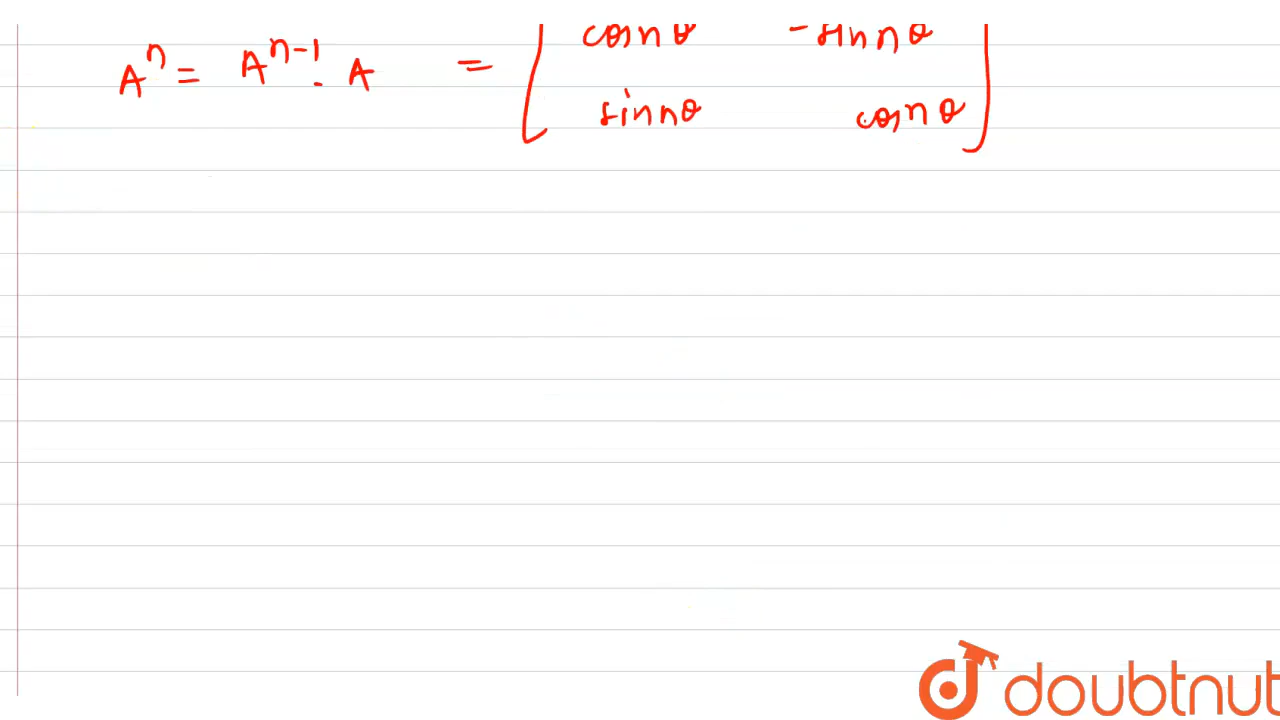 Aⁿ = Aⁿ⁻¹ . A = [ cos nθ  - sin nθ
sin nθ  cos nθ ]
doubtnut